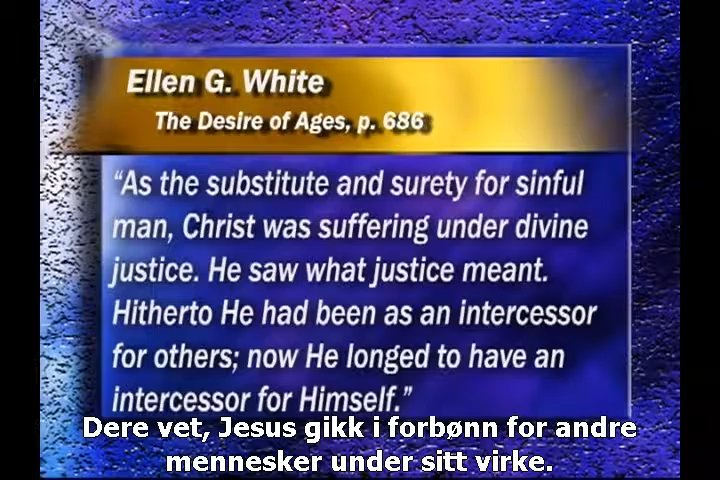 Ellen G. White
The Desire of Ages, p. 686
“As the substitute and surety for sinful
man, Christ was suffering under divine
justice. He saw what justice meant.
Hitherto He had been as an intercessor
for others; now He longed to have an
intercessor for Himself.”
Dere vet, Jesus gikk i forbønn for andre
mennesker under sitt virke.